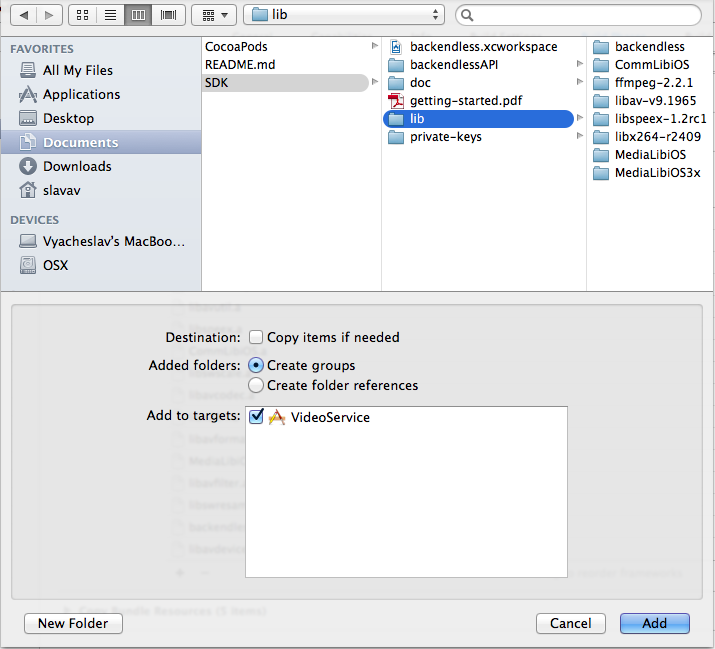 lib
FAVORITES
All My Files
Applications
Desktop
Documents
Downloads
slavav
DEVICES
Vyacheslav's MacBoo...
OSX
CocoaPods
README.md
SDK
backendless.xcworkspace
backendlessAPI
doc
getting-started.pdf
lib
private-keys
backendless
CommLibiOS
ffmpeg-2.2.1
libav-v9.1965
libspeex-1.2rc1
libx264-r2409
MediaLibiOS
MediaLibiOS3x
Destination: Copy items if needed
Added folders: Create groups
Create folder references
Add to targets: VideoService
New Folder
Cancel
Add